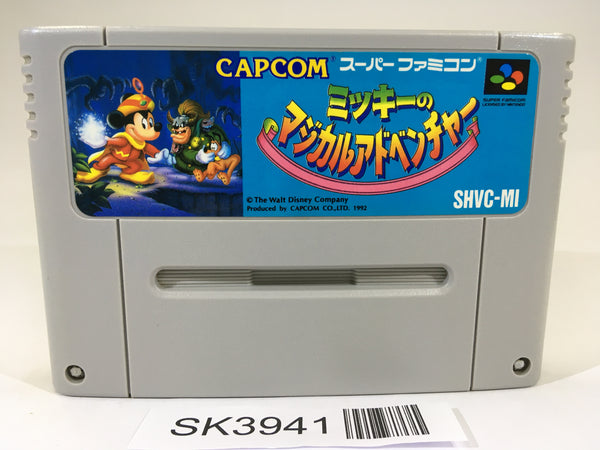 CAPCOM スーパーファミコン
ミッキーの
マジカルアドベンチャー
SUPER FAMICOM
LICENSED BY NINTENDO
© The Walt Disney Company
Produced by CAPCOM CO., LTD. 1992
SHVC-MI
SK3941